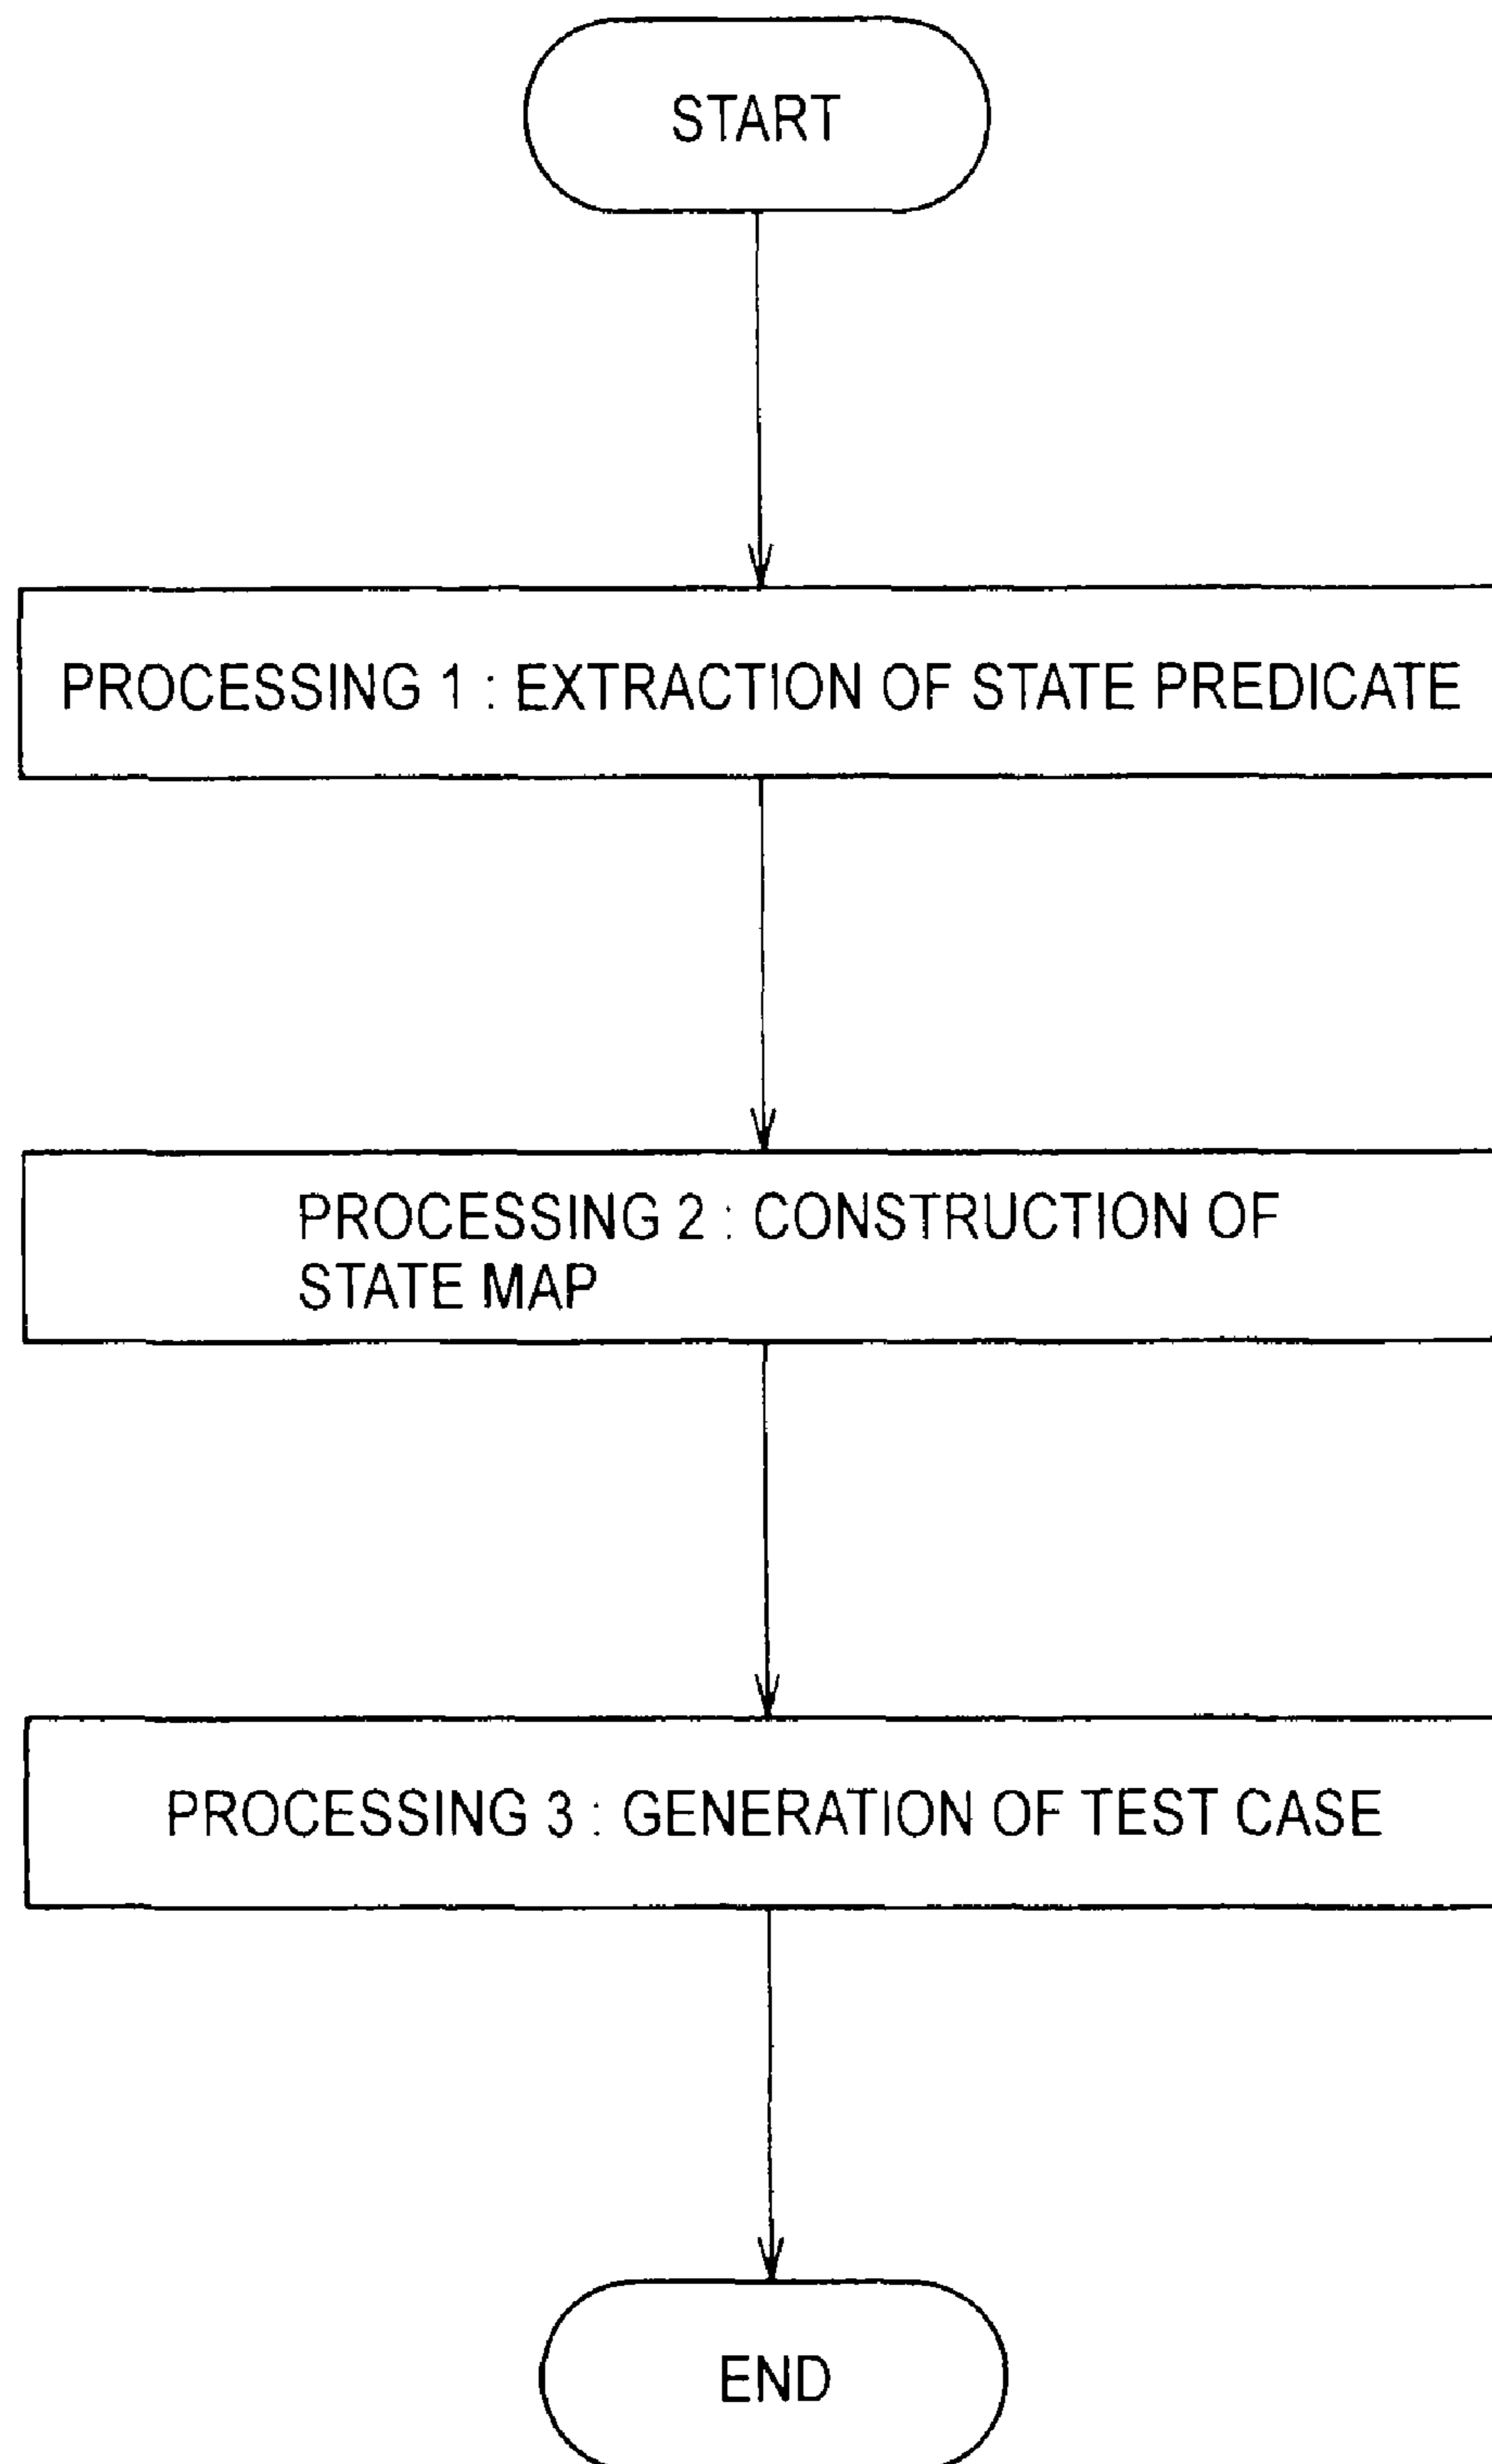 START
PROCESSING 1 : EXTRACTION OF STATE PREDICATE
PROCESSING 2 : CONSTRUCTION OF
STATE MAP
PROCESSING 3 : GENERATION OF TEST CASE
END